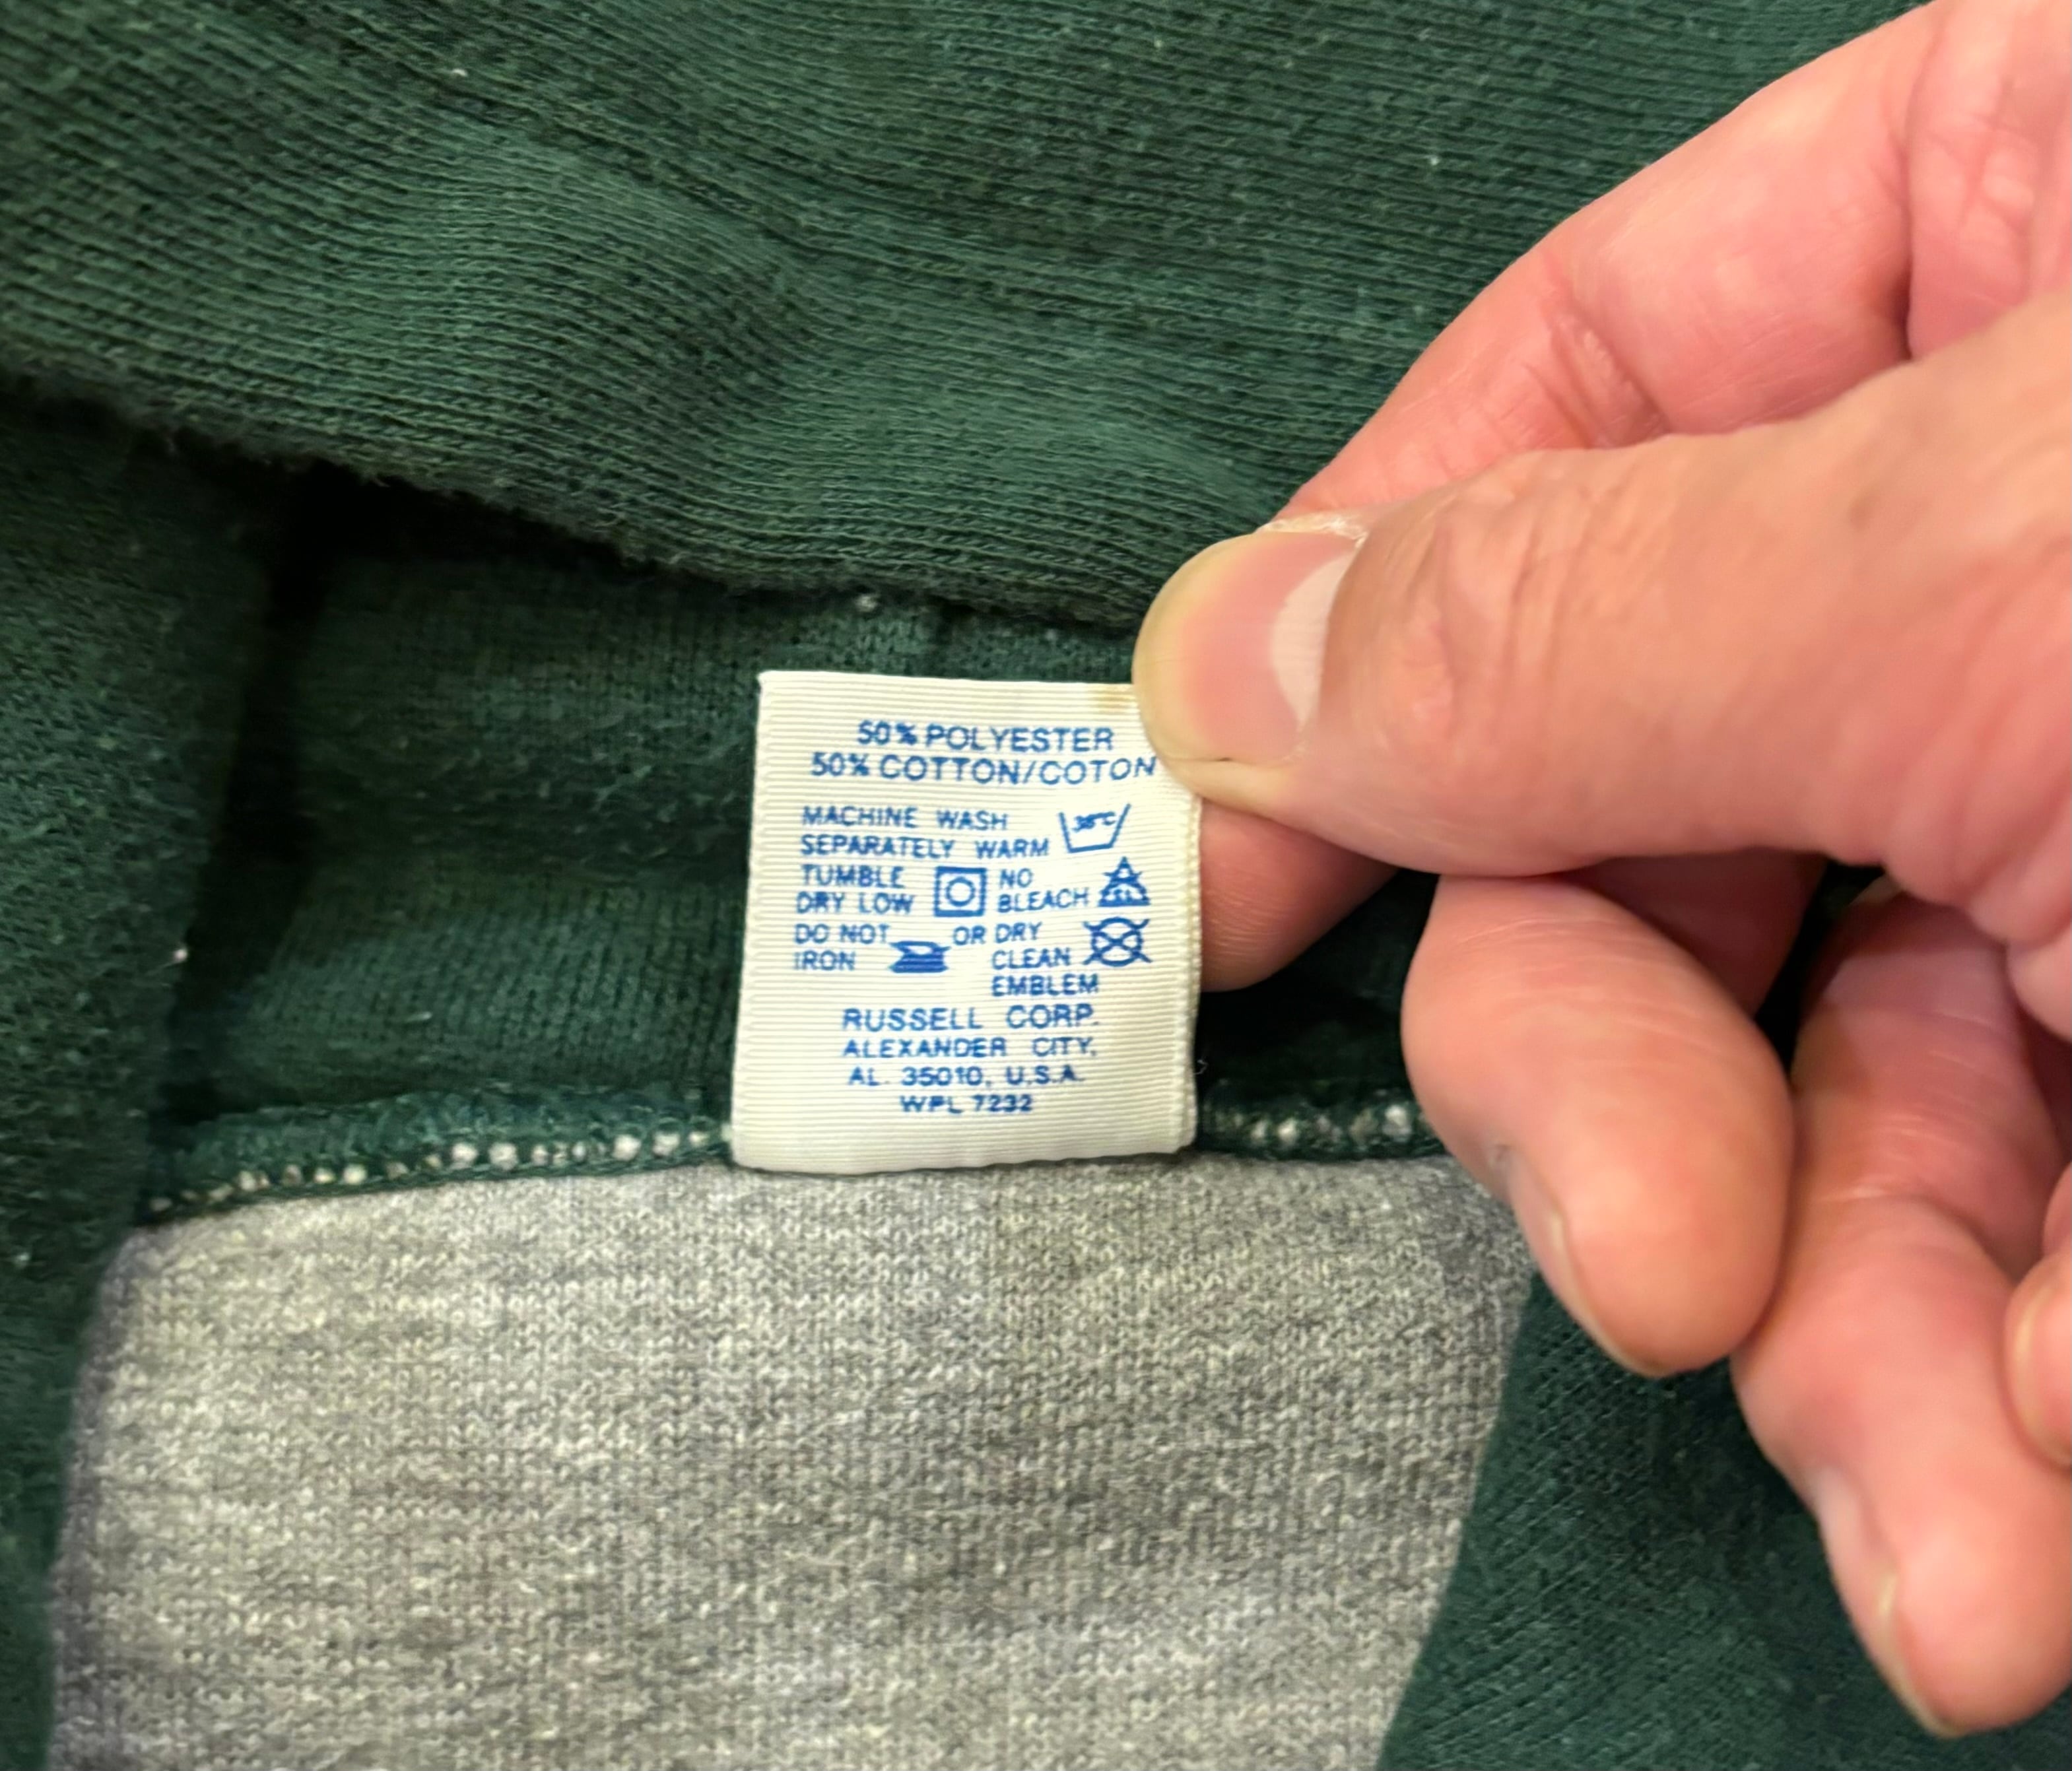 50% POLYESTER
50% COTTON/COTON
MACHINE WASH
SEPARATELY WARM
TUMBLE
DRY LOW
NO
BLEACH
DO NOT
IRON
OR DRY
CLEAN
EMBLEM
RUSSELL CORP.
ALEXANDER CITY,
AL. 35010, U.S.A.
WPL 7232